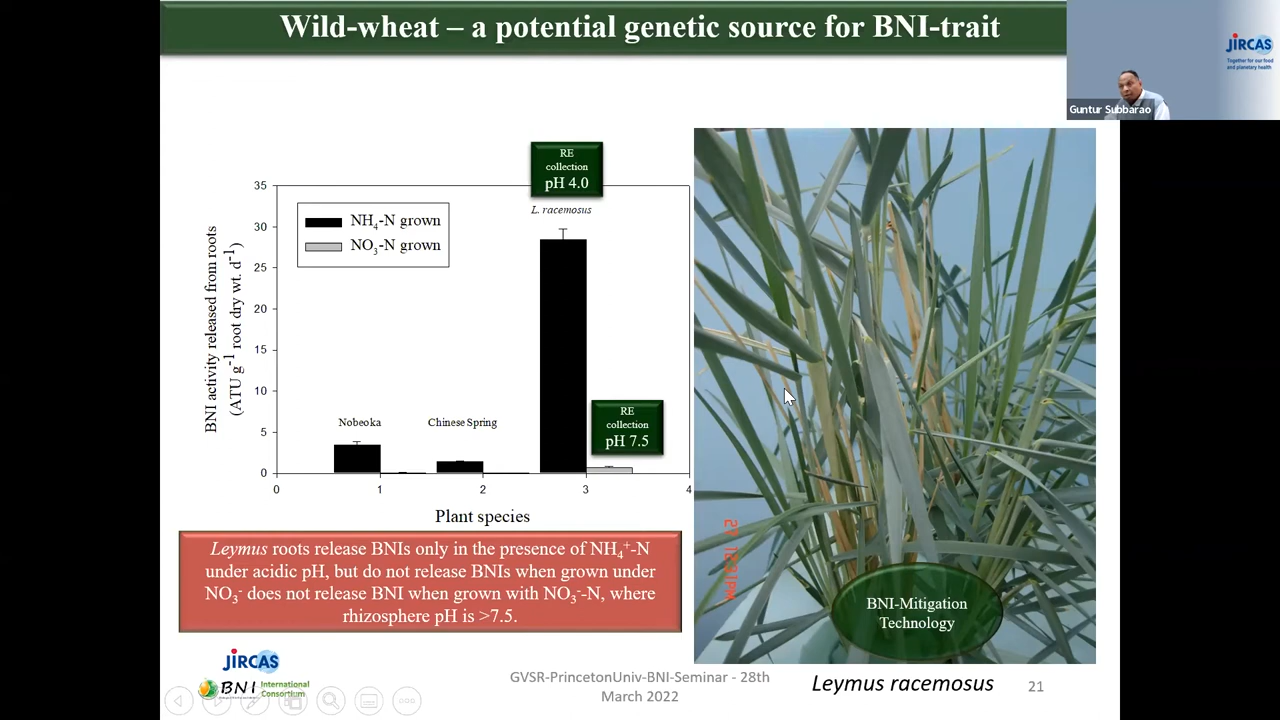 Wild-wheat – a potential genetic source for BNI-trait
JIRCAS
Together for our food
and planetary health
Guntur Subbarao
RE
collection
pH 4.0
L. racemosus
NH4-N grown
NO3-N grown
BNI activity released from roots
(ATU g-1 root dry wt. d-1)
35
30
25
20
15
10
5
0
Nobeoka
Chinese Spring
RE
collection
pH 7.5
0
1
2
3
4
Plant species
Leymus roots release BNIs only in the presence of NH4+-N
under acidic pH, but do not release BNIs when grown under
NO3- does not release BNI when grown with NO3--N, where
rhizosphere pH is >7.5.
BNI-Mitigation
Technology
JIRCAS
BNI International
Consortium
GVSR-PrincetonUniv-BNI-Seminar - 28th
March 2022
Leymus racemosus
21